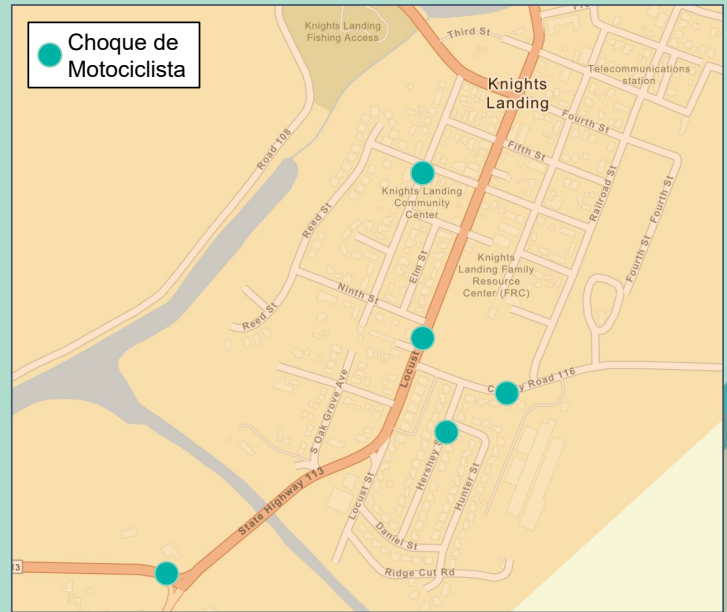 Choque de
Motociclista
Knights Landing
Fishing Access
Third St
Telecommunications
station
Knights
Landing
Fourth St
Road 108
Fifth St
Knights Landing
Community
Center
Railroad St
Fourth St
Reed St
Elm St
Knights
Landing Family
Resource
Center (FRC)
Fourth St
Ninth St
Reed St
Locust
Road 116
S Oak Grove Ave
Hershey S
Hunter St
State Highway 113
Locust St
Daniel St
Ridge Cut Rd